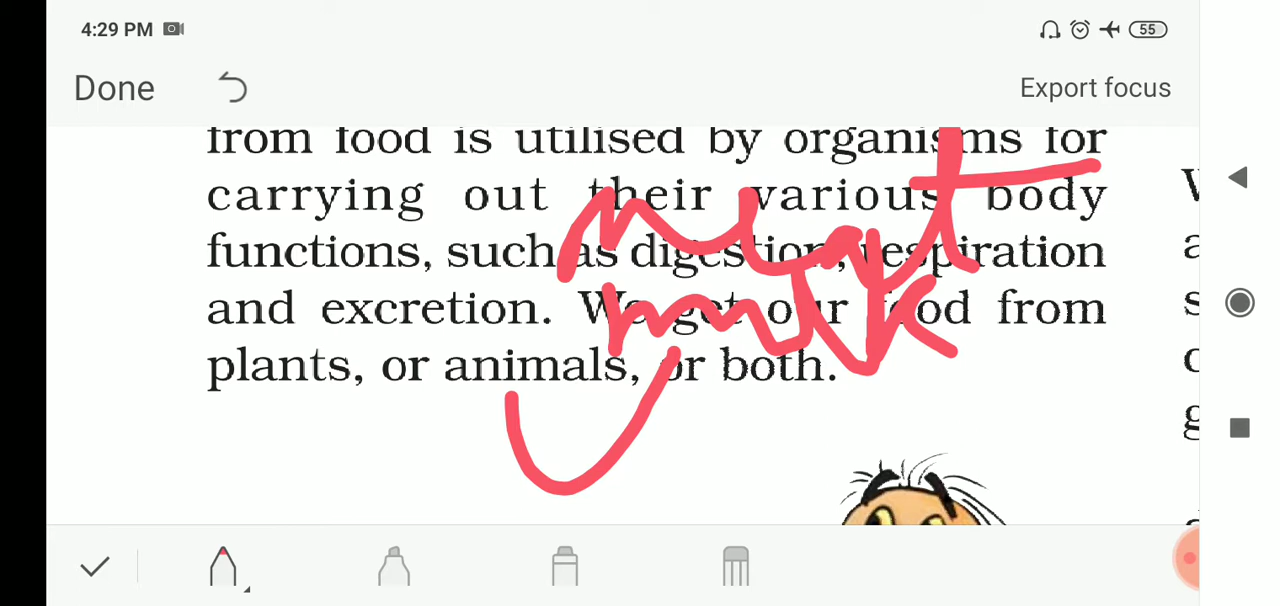 4:29 PM 55
Done Export focus
from food is utilised by organisms for
carrying out their various body
functions, such as digestion, respiration
and excretion. We get our food from
plants, or animals, or both.
meat
milk